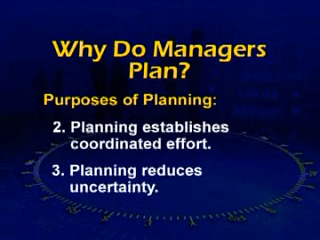 Why Do Managers
Plan?
Purposes of Planning:
2. Planning establishes
coordinated effort.
3. Planning reduces
uncertainty.